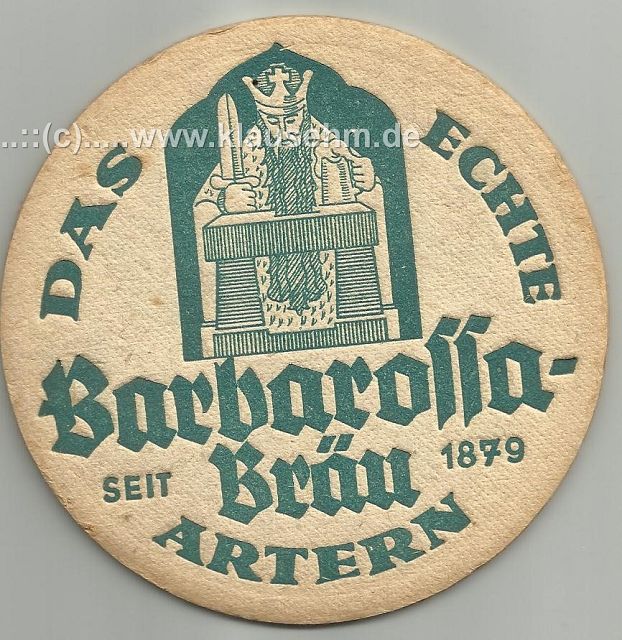 ...::(c).....www.klausehm.de
DAS ECHTE
Barbarossa-
Bräu
SEIT 1879
ARTERN